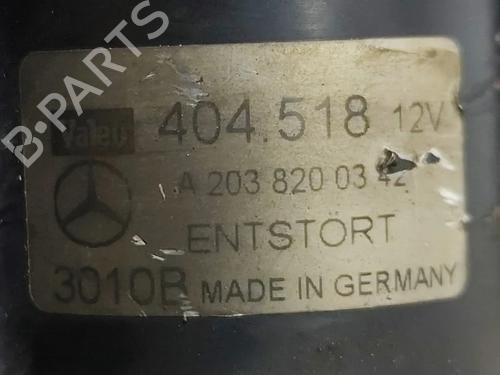 B-PARTS
Valeo 404.518 12V
A 203 820 03 42
ENTSTÖRT
3010B MADE IN GERMANY